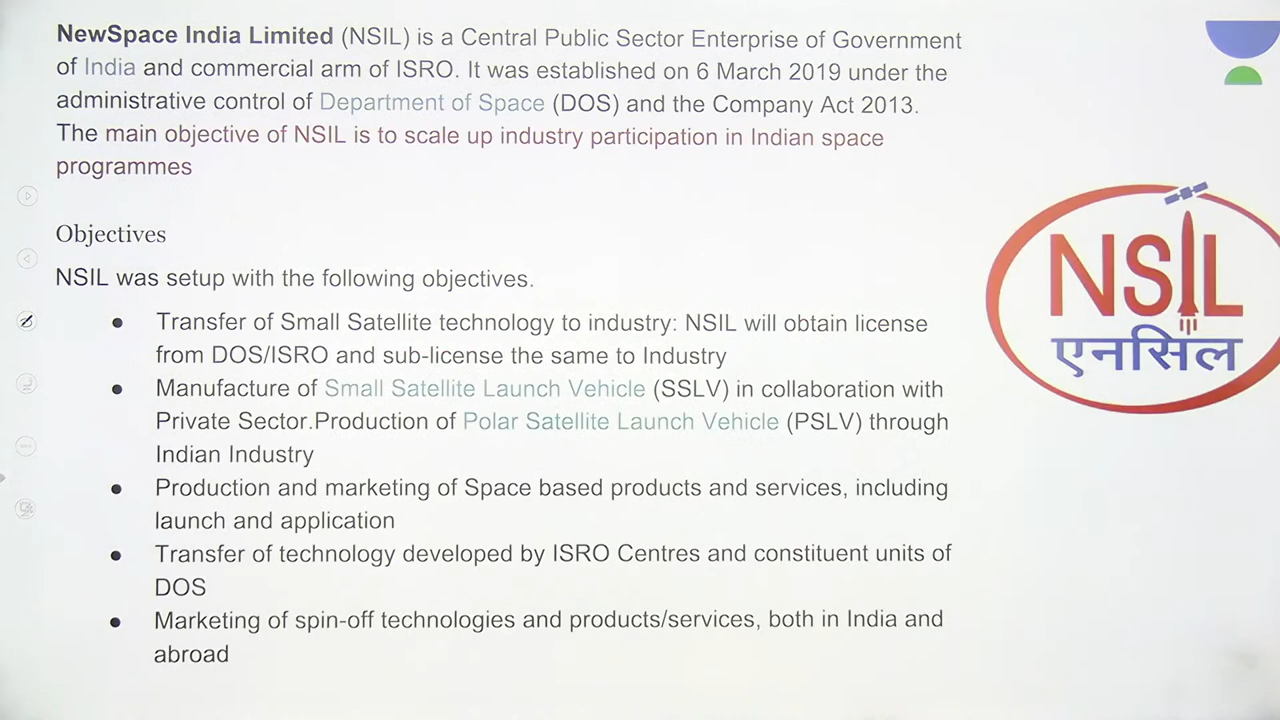 NewSpace India Limited (NSIL) is a Central Public Sector Enterprise of Government
of India and commercial arm of ISRO. It was established on 6 March 2019 under the
administrative control of Department of Space (DOS) and the Company Act 2013.
The main objective of NSIL is to scale up industry participation in Indian space
programmes
Objectives
NSIL was setup with the following objectives.
● Transfer of Small Satellite technology to industry: NSIL will obtain license
from DOS/ISRO and sub-license the same to Industry
● Manufacture of Small Satellite Launch Vehicle (SSLV) in collaboration with
Private Sector.Production of Polar Satellite Launch Vehicle (PSLV) through
Indian Industry
● Production and marketing of Space based products and services, including
launch and application
● Transfer of technology developed by ISRO Centres and constituent units of
DOS
● Marketing of spin-off technologies and products/services, both in India and
abroad
NSIL
एनसिल